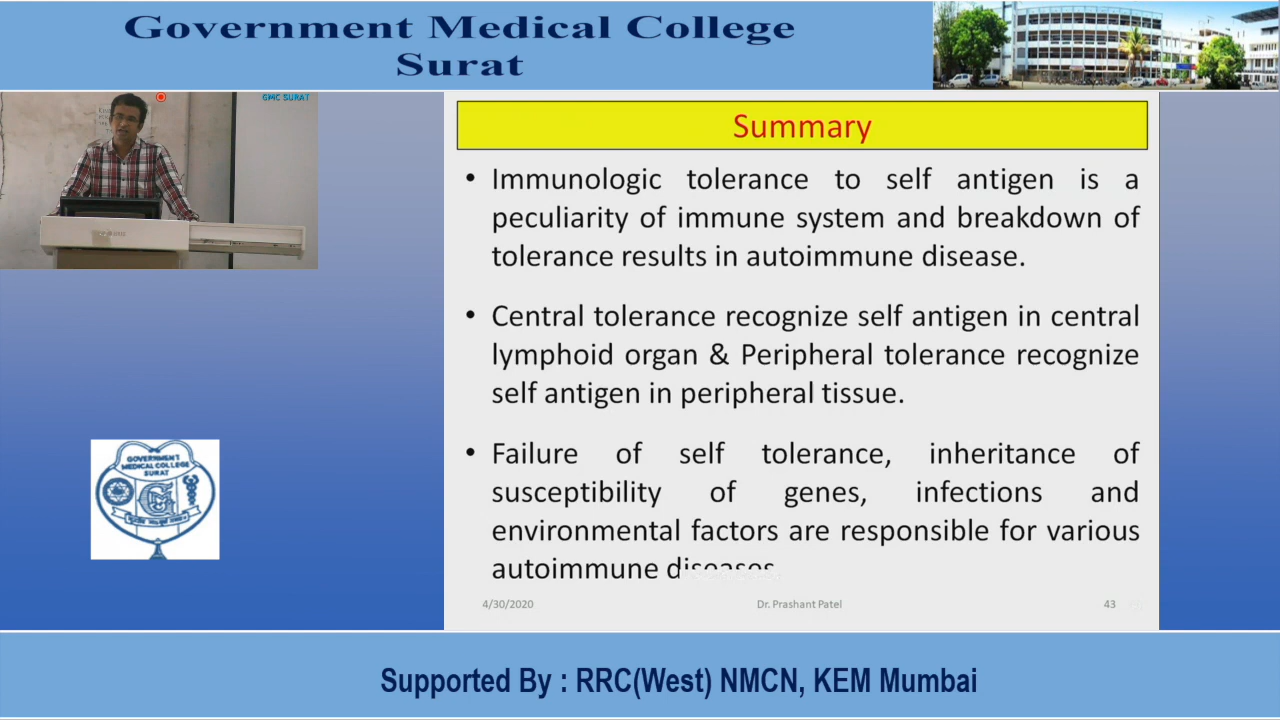 Government Medical College
Surat
GMC SURAT
Summary
• Immunologic tolerance to self antigen is a
peculiarity of immune system and breakdown of
tolerance results in autoimmune disease.
• Central tolerance recognize self antigen in central
lymphoid organ & Peripheral tolerance recognize
self antigen in peripheral tissue.
• Failure of self tolerance, inheritance of
susceptibility of genes, infections and
environmental factors are responsible for various
autoimmune diseases
4/30/2020
Dr. Prashant Patel
43
GOVERNMENT
MEDICAL COLLEGE
SURAT
Supported By : RRC(West) NMCN, KEM Mumbai